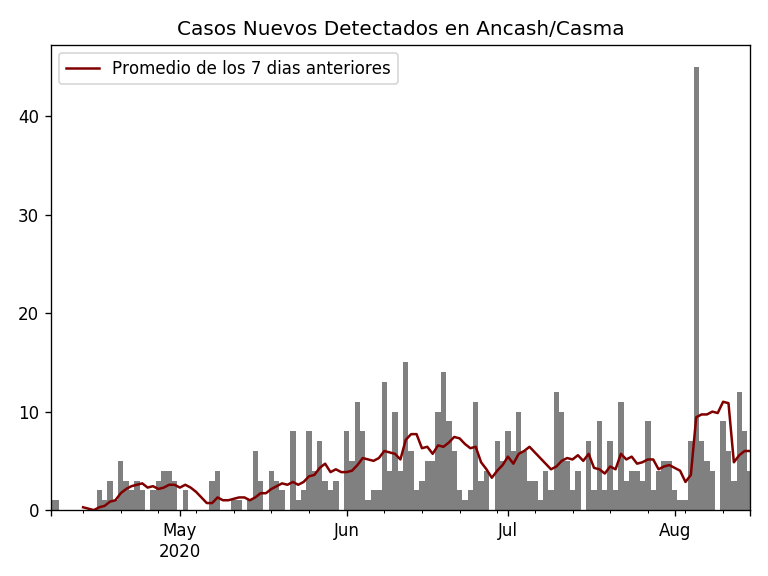 Casos Nuevos Detectados en Ancash/Casma
Promedio de los 7 dias anteriores
40
30
20
10
0
May
2020
Jun
Jul
Aug